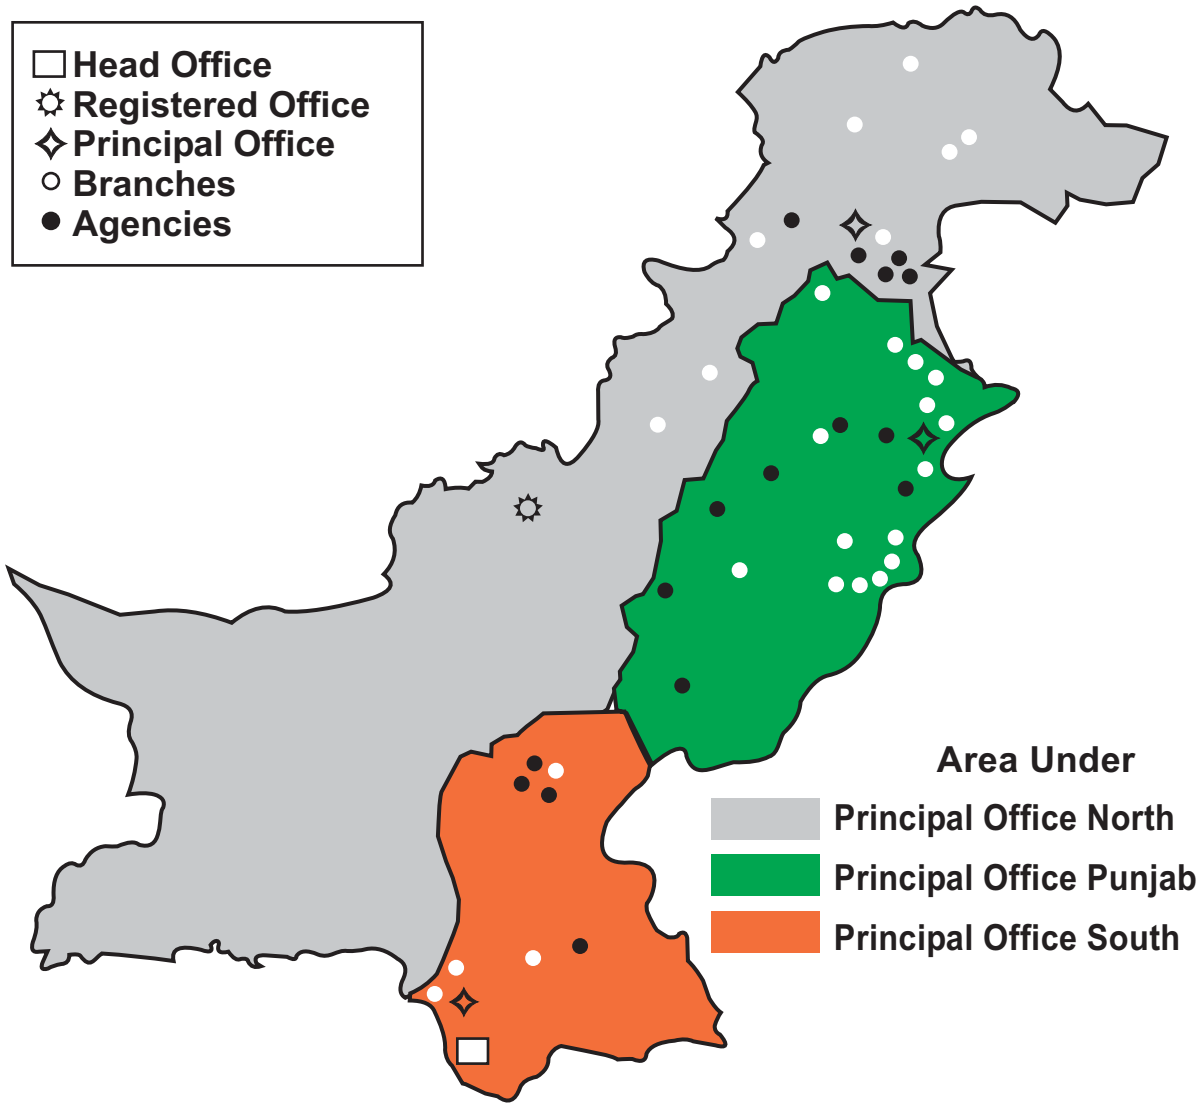 Head Office
Registered Office
Principal Office
Branches
Agencies
Area Under
Principal Office North
Principal Office Punjab
Principal Office South